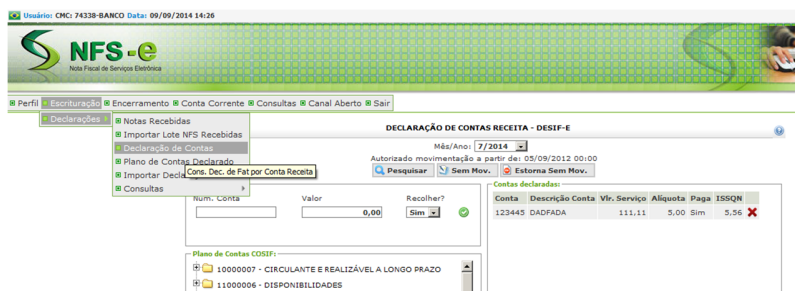 Usuário: CMC: 74338-BANCO Data: 09/09/2014 14:26
NFS-e
Nota Fiscal de Serviços Eletrônica
Perfil Escrituração Encerramento Conta Corrente Consultas Canal Aberto Sair
Declarações
Notas Recebidas
Importar Lote NFS Recebidas
Declaração de Contas
Plano de Contas Declarado
Importar Decla
Cons. Dec. de Fat por Conta Receita
Consultas
DECLARAÇÃO DE CONTAS RECEITA - DESIF-E
Mês/Ano: 7/2014
Autorizado movimentação a partir de: 05/09/2012 00:00
Pesquisar Sem Mov. Estorna Sem Mov.
Num. Conta Valor Recolher?
0,00 Sim
Contas declaradas:
Conta Descrição Conta Vlr. Serviço Alíquota Paga ISSQN
123445 DADFADA 111,11 5,00 Sim 5,56
Plano de Contas COSIF:
10000007 - CIRCULANTE E REALIZÁVEL A LONGO PRAZO
11000006 - DISPONIBILIDADES